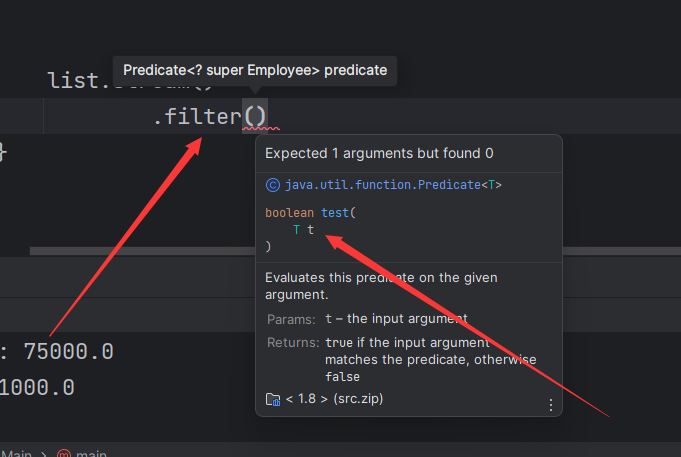 Predicate<? super Employee> predicate
list.stream()
.filter()
}
Expected 1 arguments but found 0
java.util.function.Predicate<T>
boolean test(
T t
)
Evaluates this predicate on the given
argument.
Params: t – the input argument
Returns: true if the input argument
matches the predicate, otherwise
false
< 1.8 > (src.zip)
: 75000.0
1000.0
Main > m main